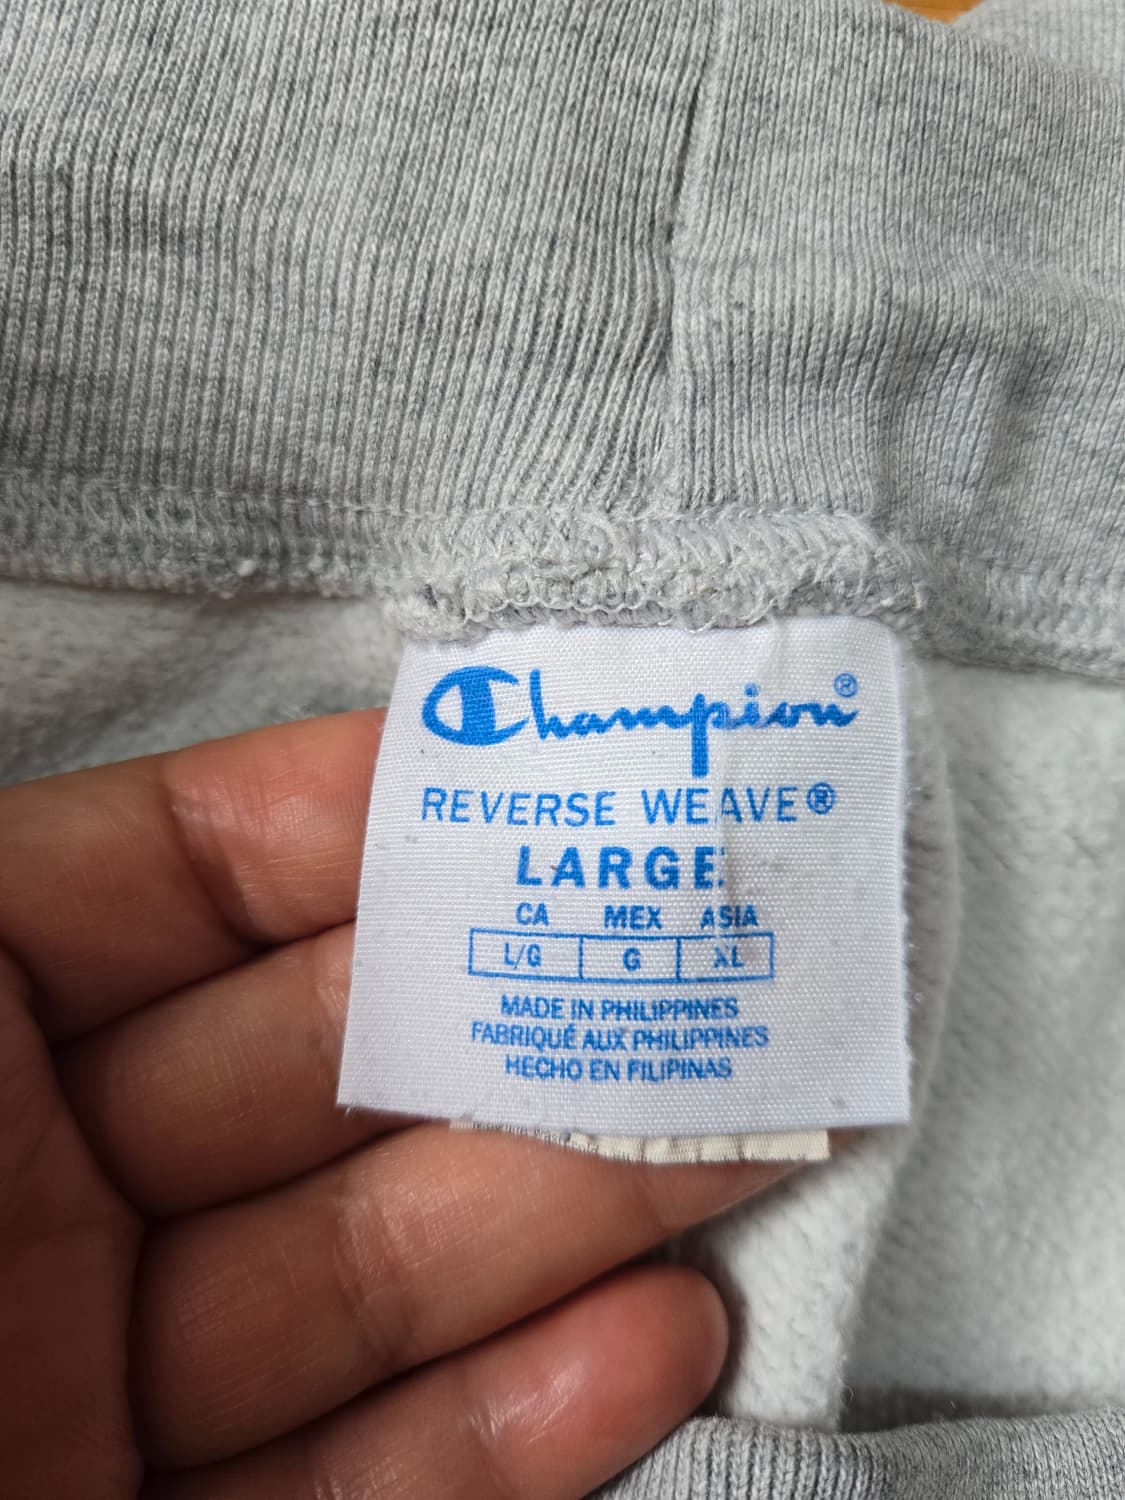 Champion®
REVERSE WEAVE®
LARGE
CA MEX ASIA
L/G G XL
MADE IN PHILIPPINES
FABRIQUÉ AUX PHILIPPINES
HECHO EN FILIPINAS